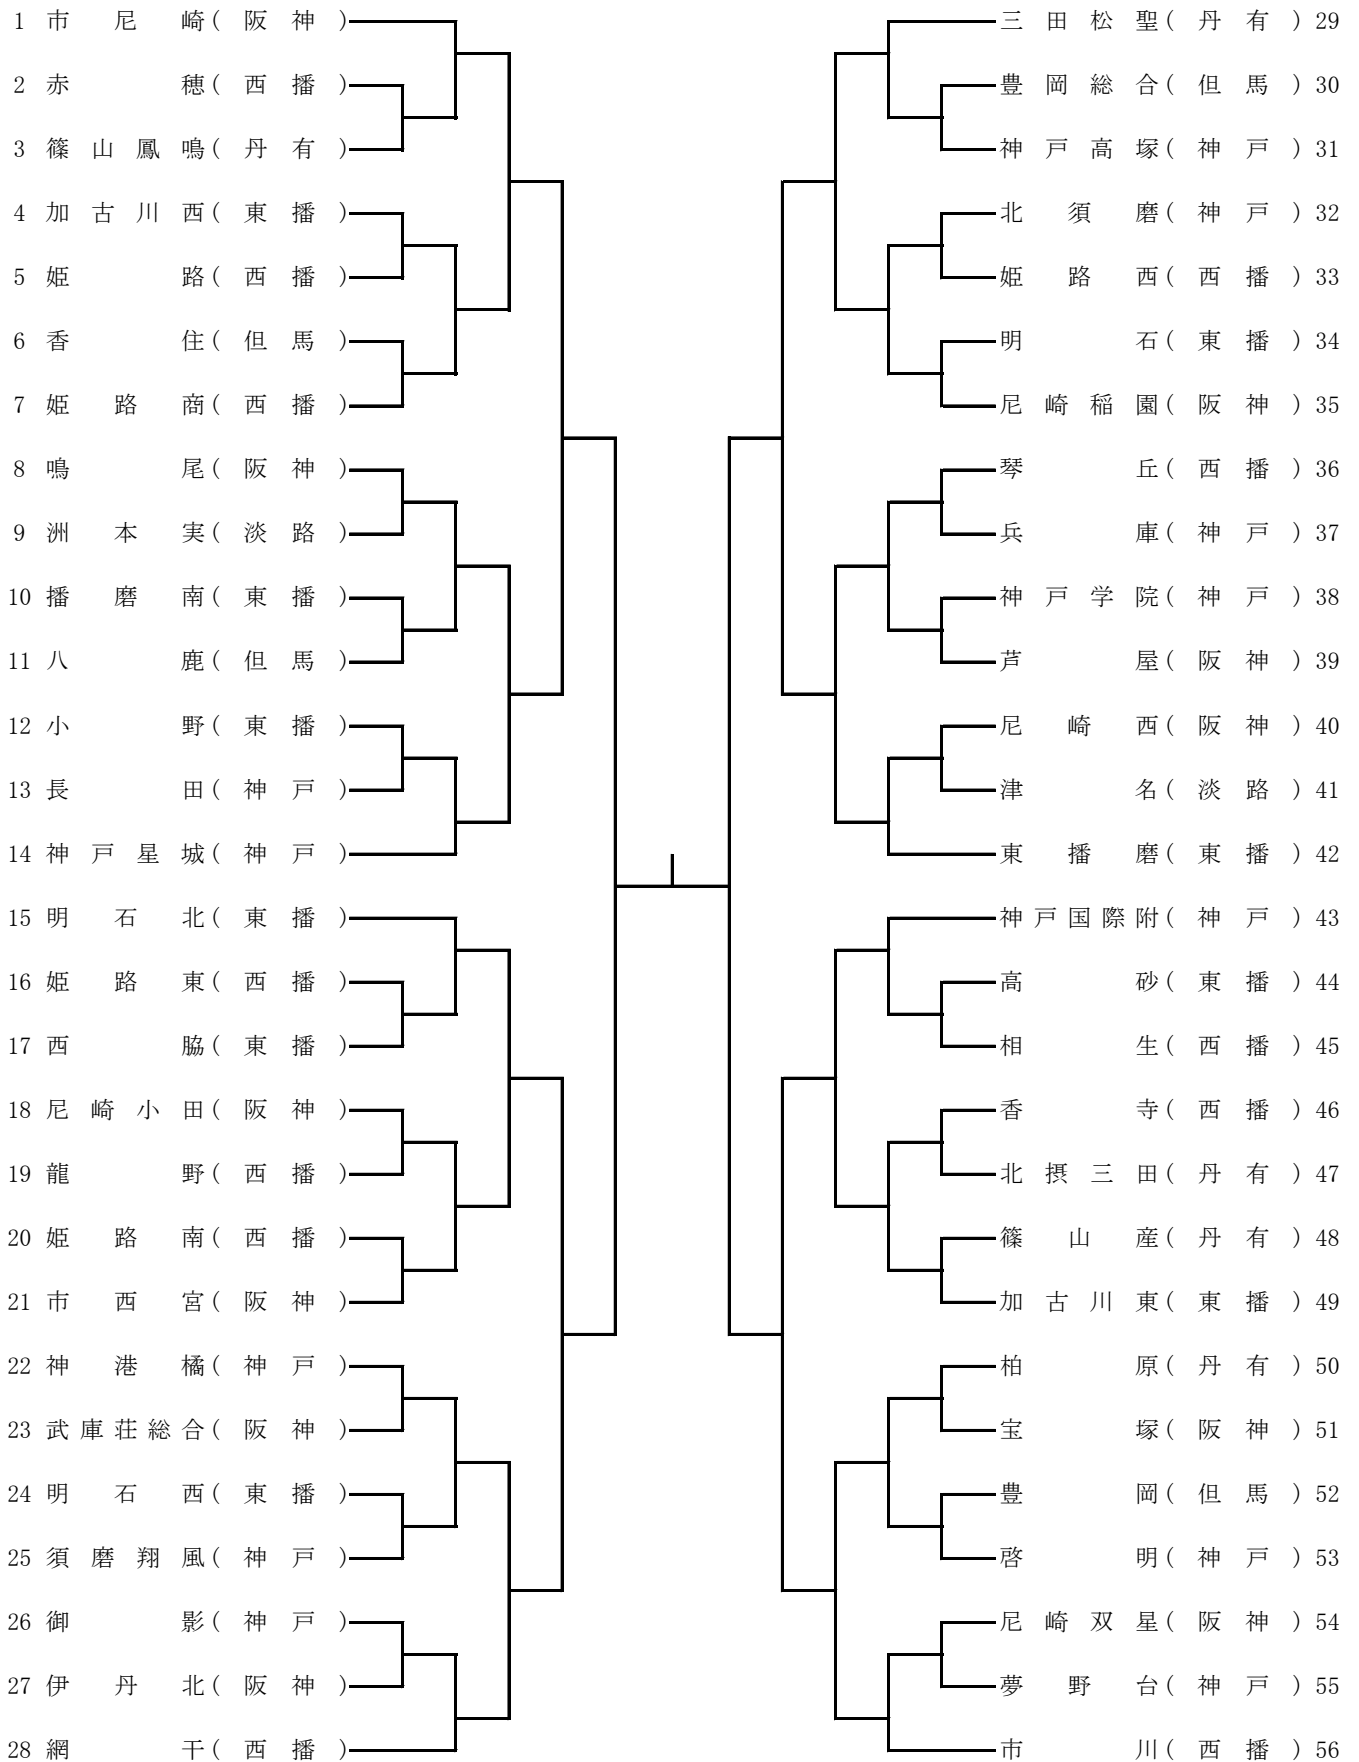 1 市尼崎(阪神)
2 赤穂(西播)
3 篠山鳳鳴(丹有)
4 加古川西(東播)
5 姫路(西播)
6 香住(但馬)
7 姫路商(西播)
8 鳴尾(阪神)
9 洲本実(淡路)
10 播磨南(東播)
11 八鹿(但馬)
12 小野(東播)
13 長田(神戸)
14 神戸星城(神戸)
15 明石北(東播)
16 姫路東(西播)
17 西脇(東播)
18 尼崎小田(阪神)
19 龍野(西播)
20 姫路南(西播)
21 市西宮(阪神)
22 神港橘(神戸)
23 武庫荘総合(阪神)
24 明石西(東播)
25 須磨翔風(神戸)
26 御影(神戸)
27 伊丹北(阪神)
28 網干(西播)
三田松聖(丹有)29
豊岡総合(但馬)30
神戸高塚(神戸)31
北須磨(神戸)32
姫路西(西播)33
明石(東播)34
尼崎稲園(阪神)35
琴丘(西播)36
兵庫(神戸)37
神戸学院(神戸)38
芦屋(阪神)39
尼崎西(阪神)40
津名(淡路)41
東播磨(東播)42
神戸国際附(神戸)43
高砂(東播)44
相生(西播)45
香寺(西播)46
北摂三田(丹有)47
篠山産(丹有)48
加古川東(東播)49
柏原(丹有)50
宝塚(阪神)51
豊岡(但馬)52
啓明(神戸)53
尼崎双星(阪神)54
夢野台(神戸)55
市川(西播)56